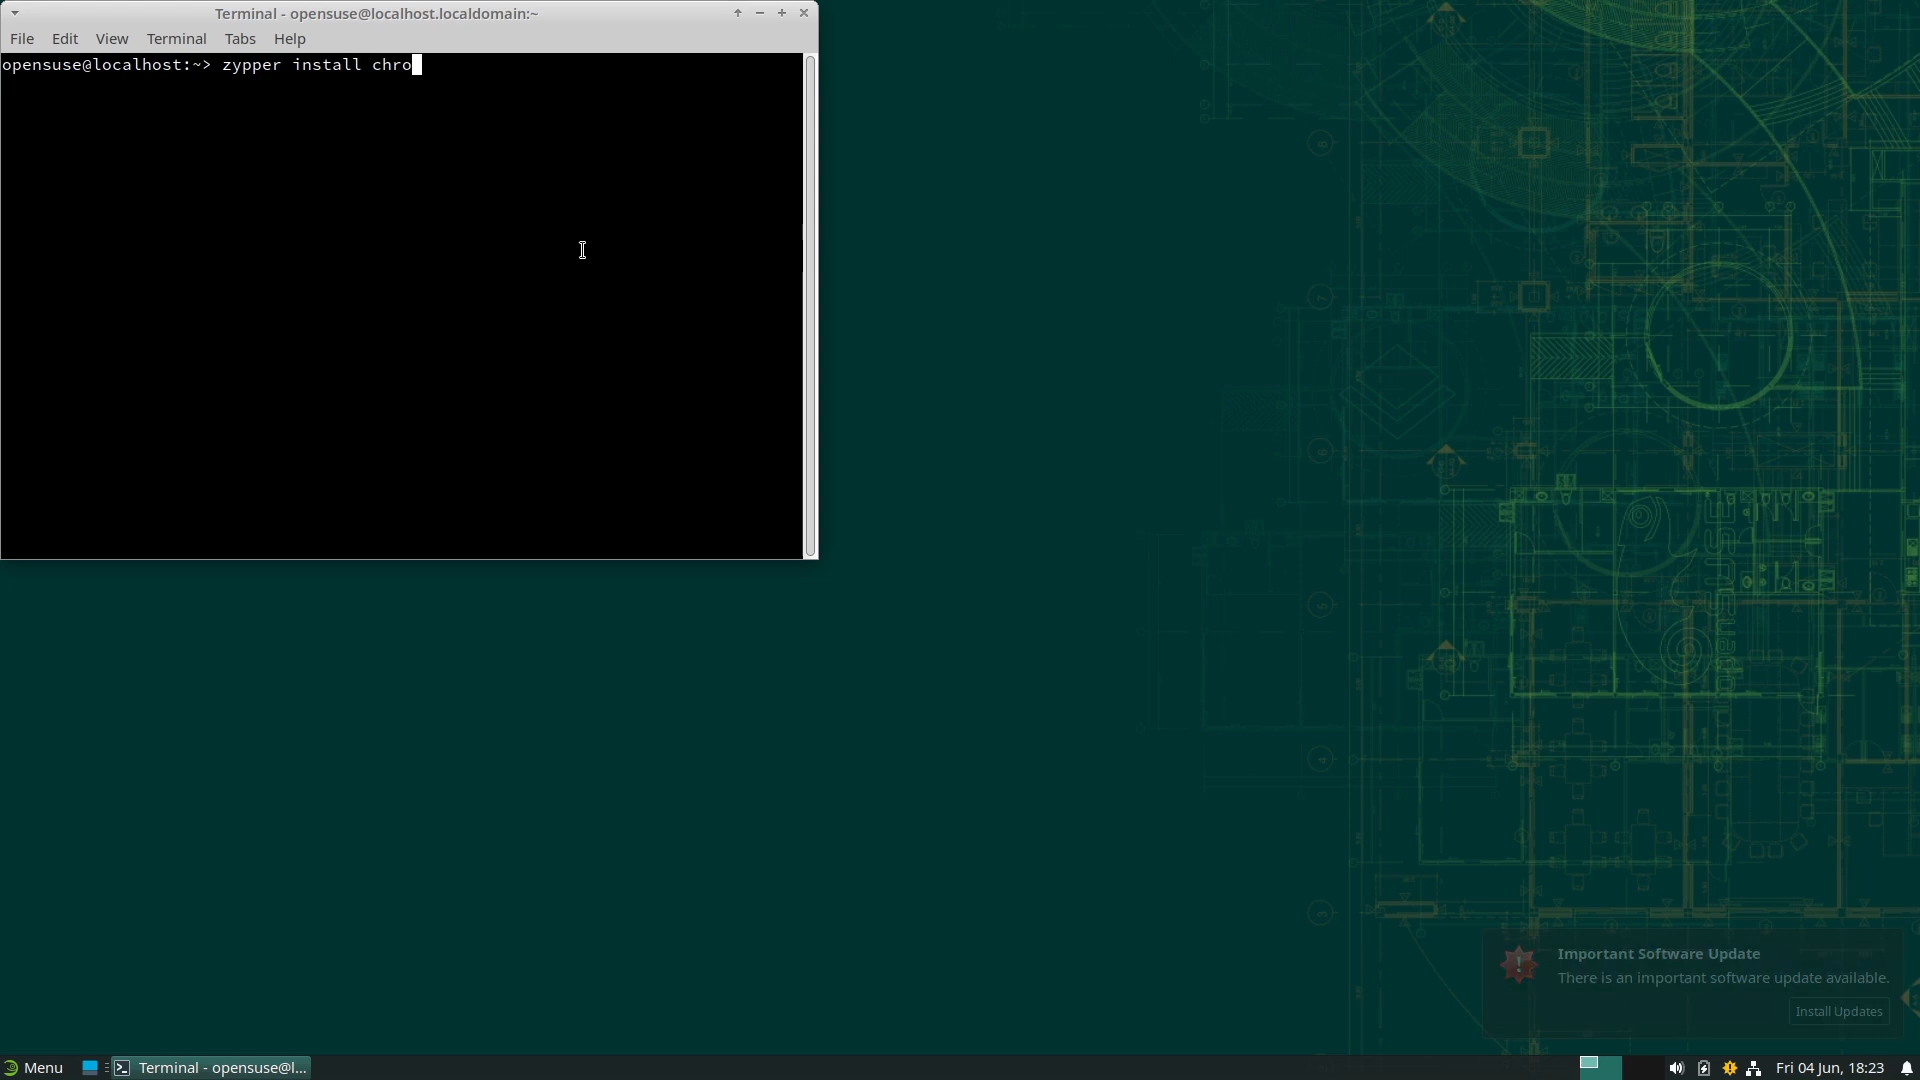 Terminal - opensuse@localhost.localdomain:~
File Edit View Terminal Tabs Help
opensuse@localhost:~> zypper install chro
openSUSE
Important Software Update
There is an important software update available.
Install Updates
Menu
Terminal - opensuse@l...
Fri 04 Jun, 18:23